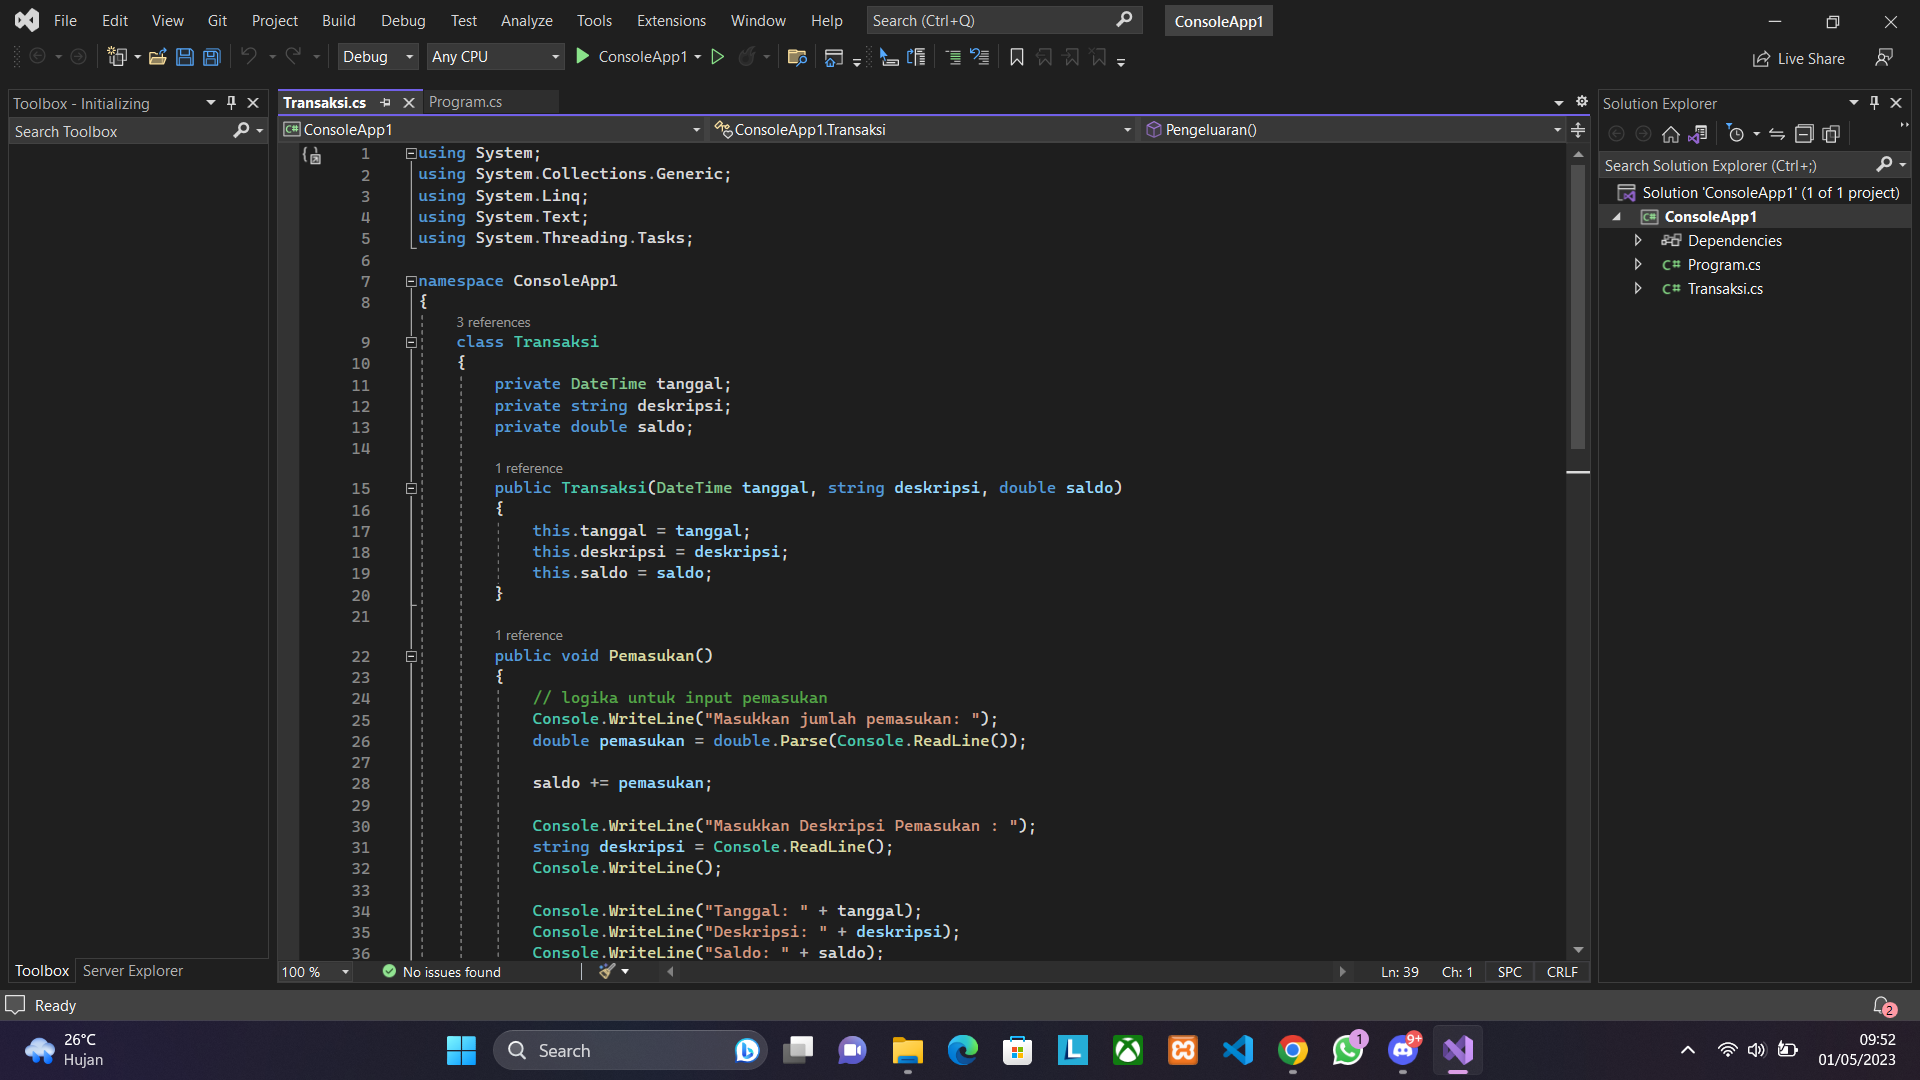 File Edit View Git Project Build Debug Test Analyze Tools Extensions Window Help Search (Ctrl+Q) ConsoleApp1
Debug Any CPU ConsoleApp1 Live Share
Toolbox - Initializing
Search Toolbox
Transaksi.cs Program.cs
ConsoleApp1 ConsoleApp1.Transaksi Pengeluaran()
1 using System;
2 using System.Collections.Generic;
3 using System.Linq;
4 using System.Text;
5 using System.Threading.Tasks;
6
7 namespace ConsoleApp1
8 {
3 references
9 class Transaksi
10 {
11 private DateTime tanggal;
12 private string deskripsi;
13 private double saldo;
14
1 reference
15 public Transaksi(DateTime tanggal, string deskripsi, double saldo)
16 {
17 this.tanggal = tanggal;
18 this.deskripsi = deskripsi;
19 this.saldo = saldo;
20 }
21
1 reference
22 public void Pemasukan()
23 {
24 // logika untuk input pemasukan
25 Console.WriteLine("Masukkan jumlah pemasukan: ");
26 double pemasukan = double.Parse(Console.ReadLine());
27
28 saldo += pemasukan;
29
30 Console.WriteLine("Masukkan Deskripsi Pemasukan : ");
31 string deskripsi = Console.ReadLine();
32 Console.WriteLine();
33
34 Console.WriteLine("Tanggal: " + tanggal);
35 Console.WriteLine("Deskripsi: " + deskripsi);
36 Console.WriteLine("Saldo: " + saldo);
100 % No issues found Ln: 39 Ch: 1 SPC CRLF
Solution Explorer
Search Solution Explorer (Ctrl+;)
Solution 'ConsoleApp1' (1 of 1 project)
C# ConsoleApp1
Dependencies
C# Program.cs
C# Transaksi.cs
Toolbox Server Explorer
Ready 2
26°C
Hujan
Search
L
1
9+
09:52
01/05/2023